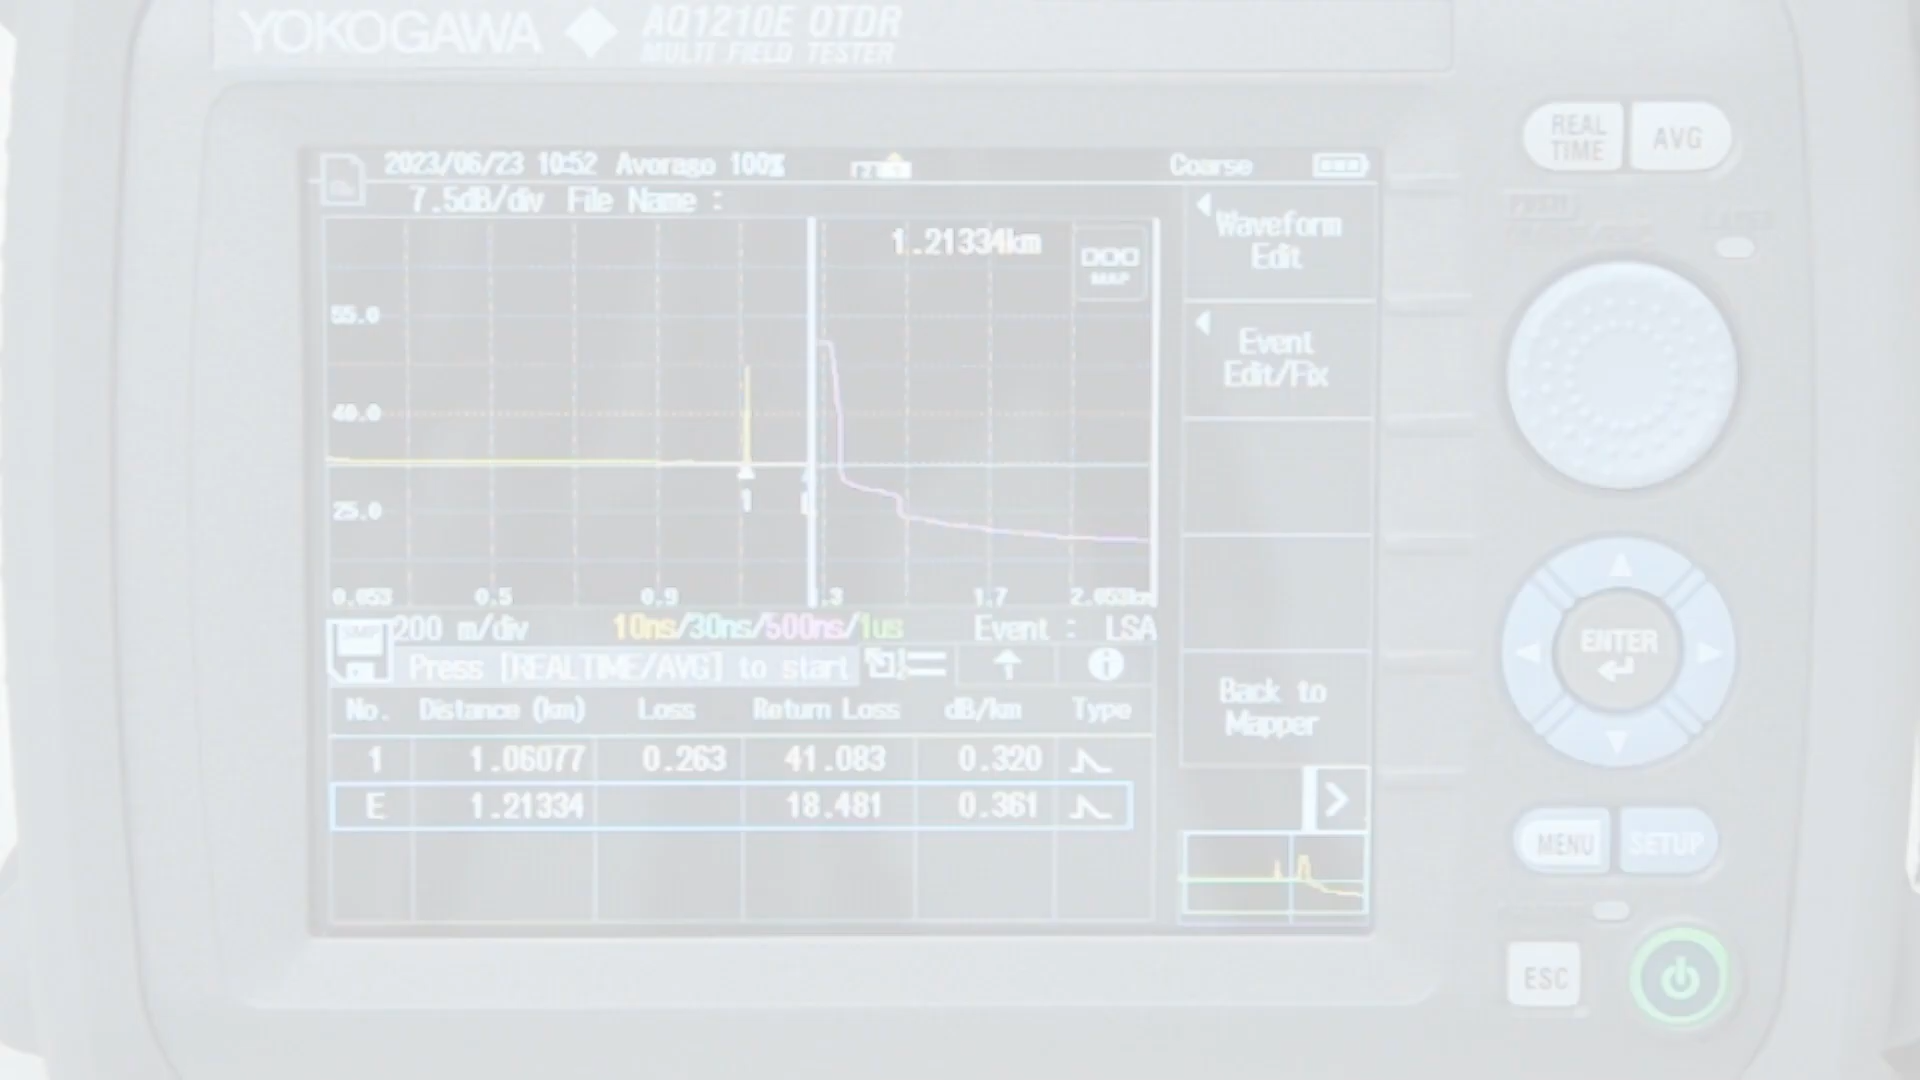 YOKOGAWA AQ1210E OTDR
MULTI FIELD TESTER
2023/06/23 10:52 Average 100% Coarse
7.5dB/div File Name :
1.21334km
MAP
55.0
40.0
25.0
1
0.053 0.5 0.9 .3 1.7 2.053km
200 m/div 10ns/30ns/500ns/1us Event : LSA
Press [REALTIME/AVG] to start
No. Distance (km) Loss Return Loss dB/km Type
1 1.06077 0.263 41.083 0.320
E 1.21334 18.481 0.361
Waveform
Edit
Event
Edit/Fix
Back to
Mapper
REAL
TIME
AVG
PUSH
ENTER
MENU SETUP
ESC